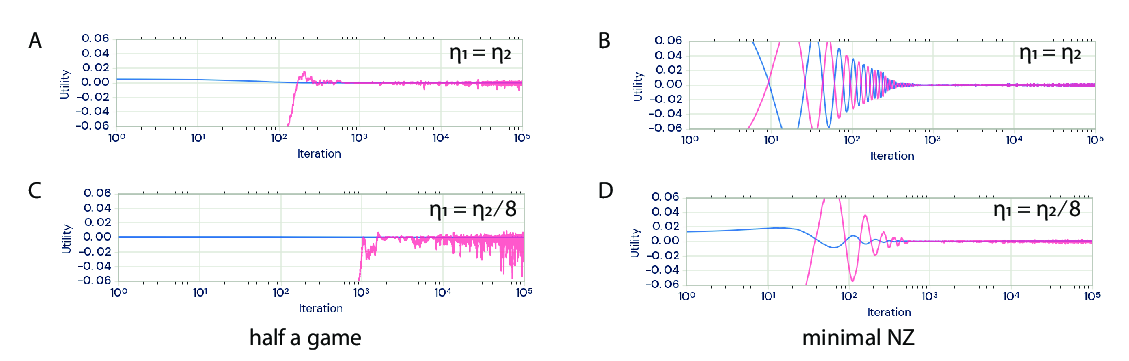 A
0.06
0.04
0.02
0.00
-0.02
-0.04
-0.06
Utility
η₁ = η₂
10⁰ 10¹ 10² 10³ 10⁴ 10⁵
Iteration
B
0.06
0.04
0.02
0.00
-0.02
-0.04
-0.06
Utility
η₁ = η₂
10⁰ 10¹ 10² 10³ 10⁴ 10⁵
Iteration
C
0.06
0.04
0.02
0.00
-0.02
-0.04
-0.06
Utility
η₁ = η₂/8
10⁰ 10¹ 10² 10³ 10⁴ 10⁵
Iteration
half a game
D
0.06
0.04
0.02
0.00
-0.02
-0.04
-0.06
Utility
η₁ = η₂/8
10⁰ 10¹ 10² 10³ 10⁴ 10⁵
Iteration
minimal NZ